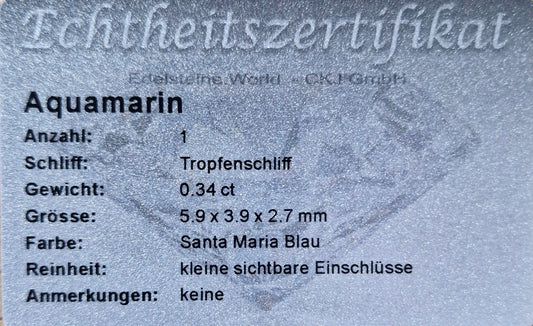 Echtheitszertifikat
Edelsteine.World - CKJ GmbH
Aquamarin
Anzahl: 1
Schliff: Tropfenschliff
Gewicht: 0.34 ct
Grösse: 5.9 x 3.9 x 2.7 mm
Farbe: Santa Maria Blau
Reinheit: kleine sichtbare Einschlüsse
Anmerkungen: keine